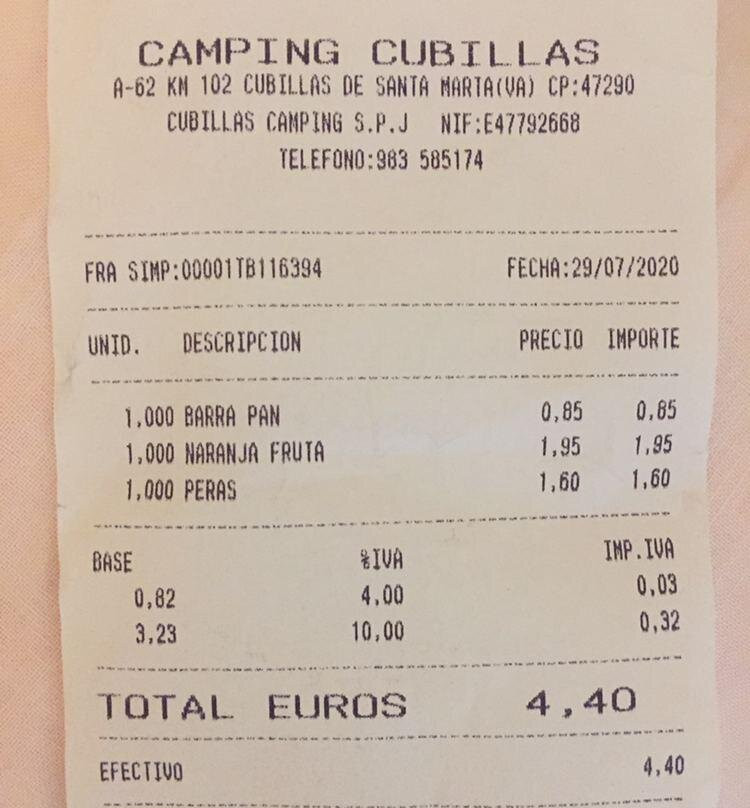 CAMPING CUBILLAS
A-62 KM 102 CUBILLAS DE SANTA MARTA(VA) CP:47290
CUBILLAS CAMPING S.P.J NIF:E47792668
TELEFONO:983 585174
FRA SIMP:00001TB116394 FECHA:29/07/2020
UNID. DESCRIPCION PRECIO IMPORTE
1,000 BARRA PAN 0,85 0,85
1,000 NARANJA FRUTA 1,95 1,95
1,000 PERAS 1,60 1,60
BASE %IVA IMP.IVA
0,82 4,00 0,03
3,23 10,00 0,32
TOTAL EUROS 4,40
EFECTIVO 4,40